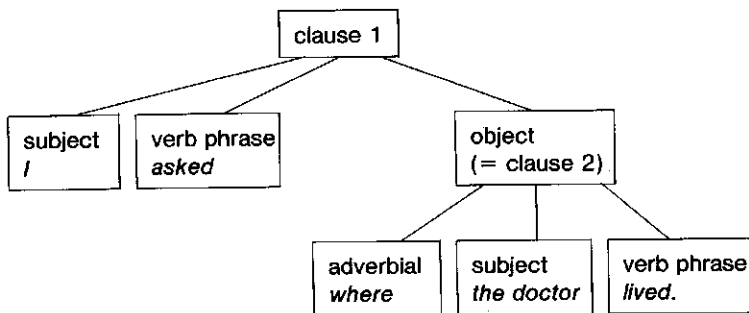 clause 1
subject
I
verb phrase
asked
object
(= clause 2)
adverbial
where
subject
the doctor
verb phrase
lived.